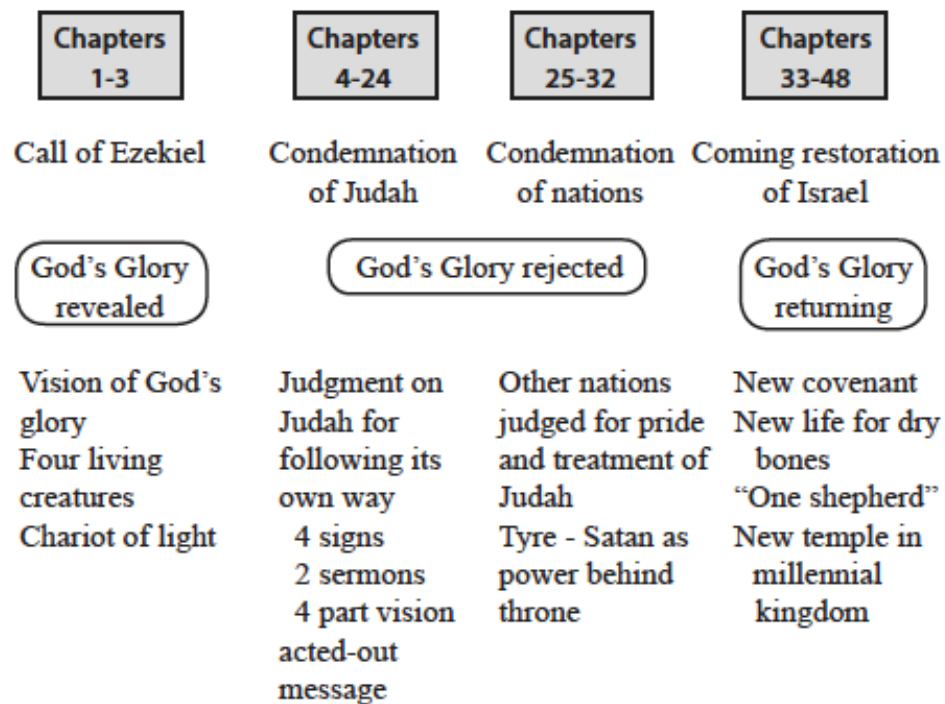 Chapters
1-3
Chapters
4-24
Chapters
25-32
Chapters
33-48
Call of Ezekiel
Condemnation
of Judah
Condemnation
of nations
Coming restoration
of Israel
God's Glory
revealed
God's Glory rejected
God's Glory
returning
Vision of God's
glory
Four living
creatures
Chariot of light
Judgment on
Judah for
following its
own way
4 signs
2 sermons
4 part vision
acted-out
message
Other nations
judged for pride
and treatment of
Judah
Tyre - Satan as
power behind
throne
New covenant
New life for dry
bones
“One shepherd”
New temple in
millennial
kingdom